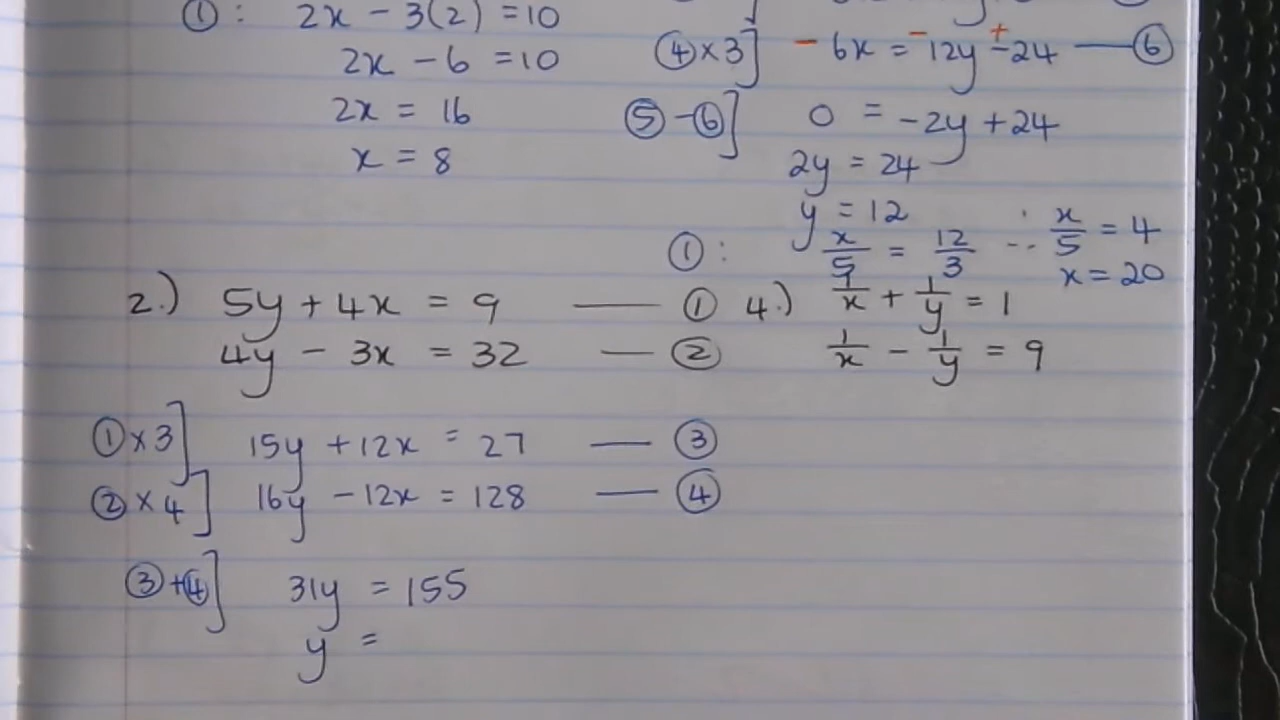 ①: 2x - 3(2) = 10
2x - 6 = 10
2x = 16
x = 8
④×3] - 6x = -12y +-24 — ⑥
⑤-⑥] 0 = -2y + 24
2y = 24
y = 12
①: x/5 = 12/3 ∴ x/5 = 4
x = 20
2.) 5y + 4x = 9 — ①
4y - 3x = 32 — ②
①×3] 15y + 12x = 27 — ③
②×4] 16y - 12x = 128 — ④
③+④] 31y = 155
y =
4.) 1/x + 1/y = 1
1/x - 1/y = 9